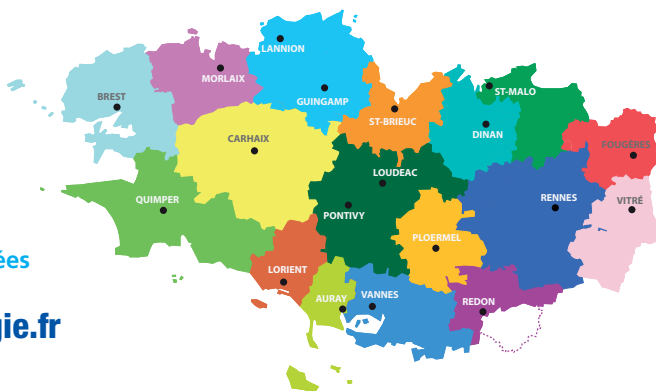 LANNION
MORLAIX
BREST
GUINGAMP
ST-MALO
ST-BRIEUC
DINAN
CARHAIX
FOUGÈRES
LOUDEAC
QUIMPER
RENNES
VITRÉ
PONTIVY
PLOERMEL
ées
LORIENT
AURAY
VANNES
REDON
gie.fr